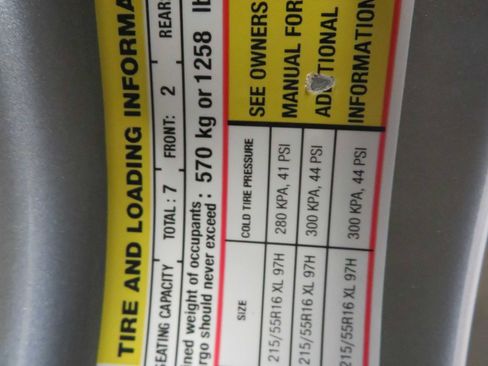 TIRE AND LOADING INFORMA
SEATING CAPACITY TOTAL: 7 FRONT: 2 REAR
ned weight of occupants
rgo should never exceed : 570 kg or 1258 lb
SIZE COLD TIRE PRESSURE
215/55R16 XL 97H 280 KPA, 41 PSI
215/55R16 XL 97H 300 KPA, 44 PSI
215/55R16 XL 97H 300 KPA, 44 PSI
SEE OWNERS
MANUAL FOR
ADDITIONAL
INFORMATION